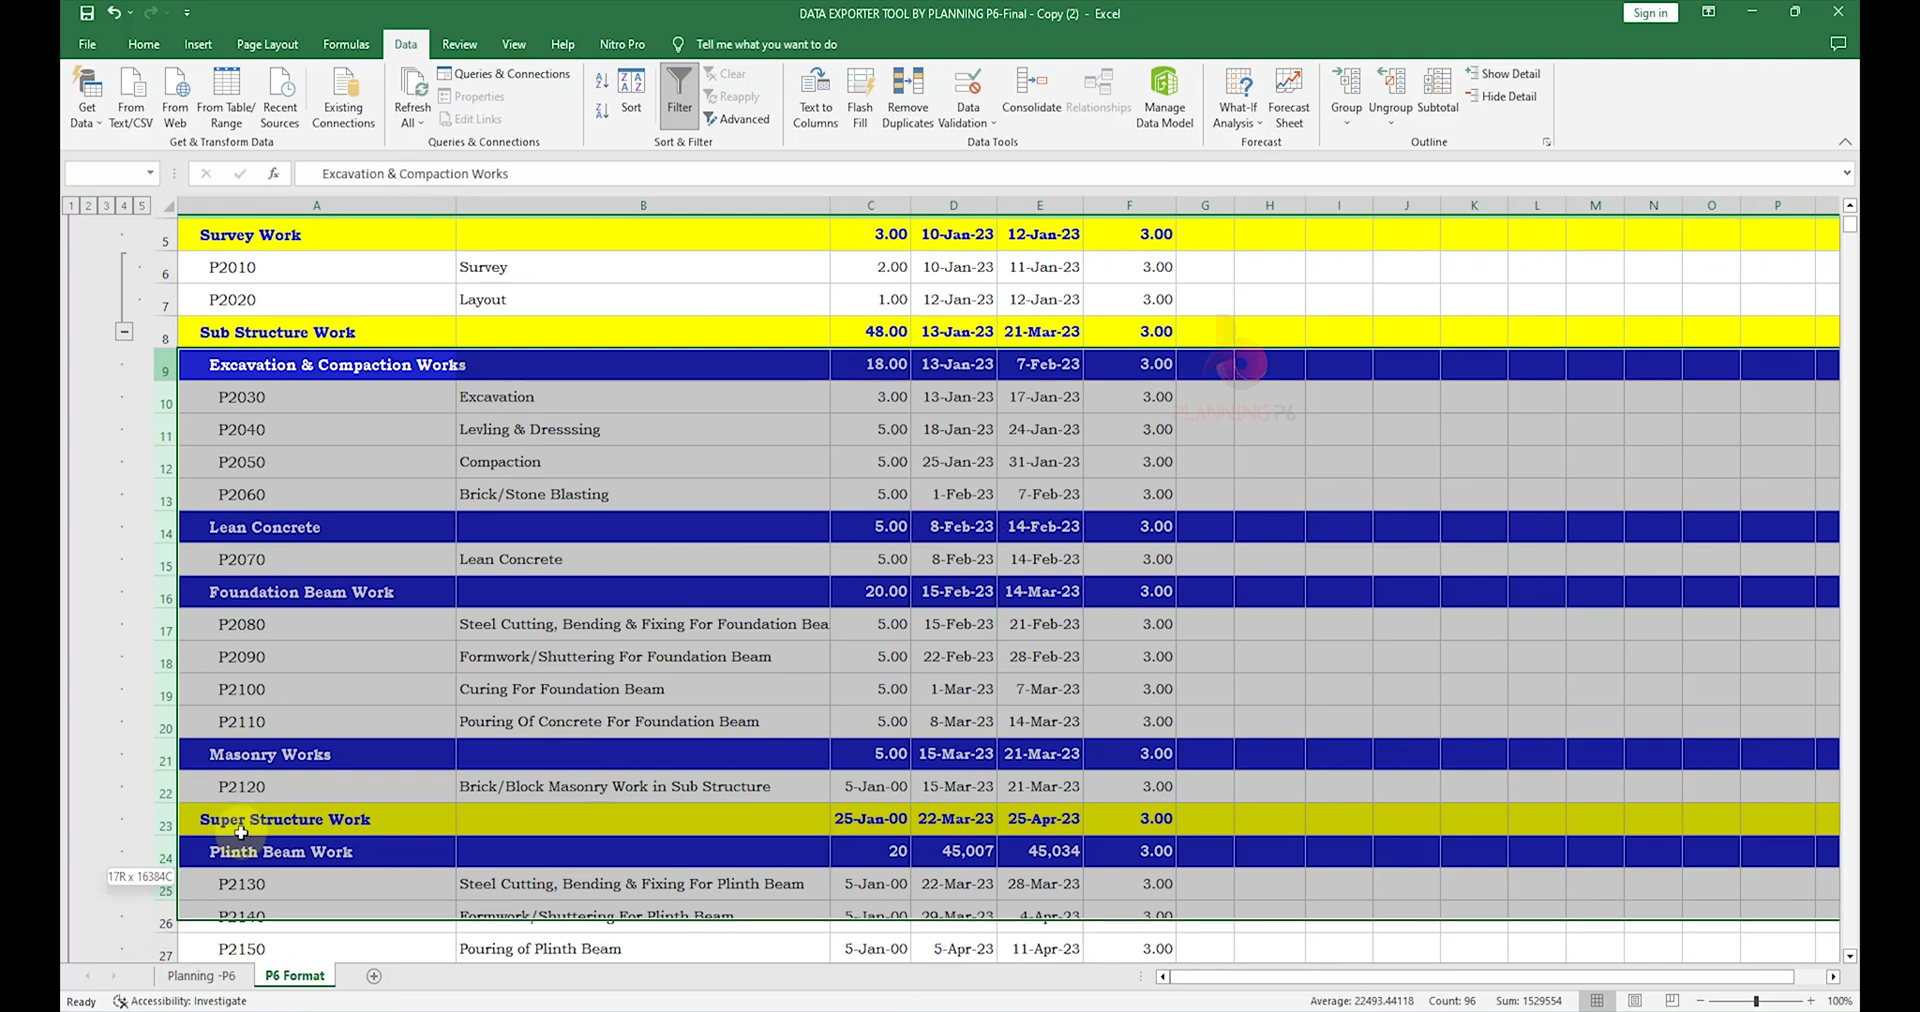 DATA EXPORTER TOOL BY PLANNING P6-Final - Copy (2) - Excel
Sign in
File Home Insert Page Layout Formulas Data Review View Help Nitro Pro Tell me what you want to do
Get Data
From Text/CSV
From Web
From Table/ Range
Recent Sources
Existing Connections
Get & Transform Data
Refresh All
Queries & Connections
Properties
Edit Links
Queries & Connections
Sort
Filter
Clear
Reapply
Advanced
Sort & Filter
Text to Columns
Flash Fill
Remove Duplicates
Data Validation
Consolidate
Relationships
Manage Data Model
Data Tools
What-If Analysis
Forecast Sheet
Forecast
Group
Ungroup
Subtotal
Show Detail
Hide Detail
Outline
fx Excavation & Compaction Works
1 2 3 4 5 A B C D E F G H I J K L M N O P
5 Survey Work 3.00 10-Jan-23 12-Jan-23 3.00
6 P2010 Survey 2.00 10-Jan-23 11-Jan-23 3.00
7 P2020 Layout 1.00 12-Jan-23 12-Jan-23 3.00
8 Sub Structure Work 48.00 13-Jan-23 21-Mar-23 3.00
9 Excavation & Compaction Works 18.00 13-Jan-23 7-Feb-23 3.00
10 P2030 Excavation 3.00 13-Jan-23 17-Jan-23 3.00
PLANNING P6
11 P2040 Levling & Dresssing 5.00 18-Jan-23 24-Jan-23 3.00
12 P2050 Compaction 5.00 25-Jan-23 31-Jan-23 3.00
13 P2060 Brick/Stone Blasting 5.00 1-Feb-23 7-Feb-23 3.00
14 Lean Concrete 5.00 8-Feb-23 14-Feb-23 3.00
15 P2070 Lean Concrete 5.00 8-Feb-23 14-Feb-23 3.00
16 Foundation Beam Work 20.00 15-Feb-23 14-Mar-23 3.00
17 P2080 Steel Cutting, Bending & Fixing For Foundation Bea 5.00 15-Feb-23 21-Feb-23 3.00
18 P2090 Formwork/Shuttering For Foundation Beam 5.00 22-Feb-23 28-Feb-23 3.00
19 P2100 Curing For Foundation Beam 5.00 1-Mar-23 7-Mar-23 3.00
20 P2110 Pouring Of Concrete For Foundation Beam 5.00 8-Mar-23 14-Mar-23 3.00
21 Masonry Works 5.00 15-Mar-23 21-Mar-23 3.00
22 P2120 Brick/Block Masonry Work in Sub Structure 5-Jan-00 15-Mar-23 21-Mar-23 3.00
23 Super Structure Work 25-Jan-00 22-Mar-23 25-Apr-23 3.00
24 Plinth Beam Work 20 45,007 45,034 3.00
17R x 16384C
25 P2130 Steel Cutting, Bending & Fixing For Plinth Beam 5-Jan-00 22-Mar-23 28-Mar-23 3.00
26 P2140 Formwork/Shuttering For Plinth Beam 5-Jan-00 29-Mar-23 4-Apr-23 3.00
27 P2150 Pouring of Plinth Beam 5-Jan-00 5-Apr-23 11-Apr-23 3.00
Planning -P6 P6 Format
Ready Accessibility: Investigate Average: 22493.44118 Count: 96 Sum: 1529554 100%